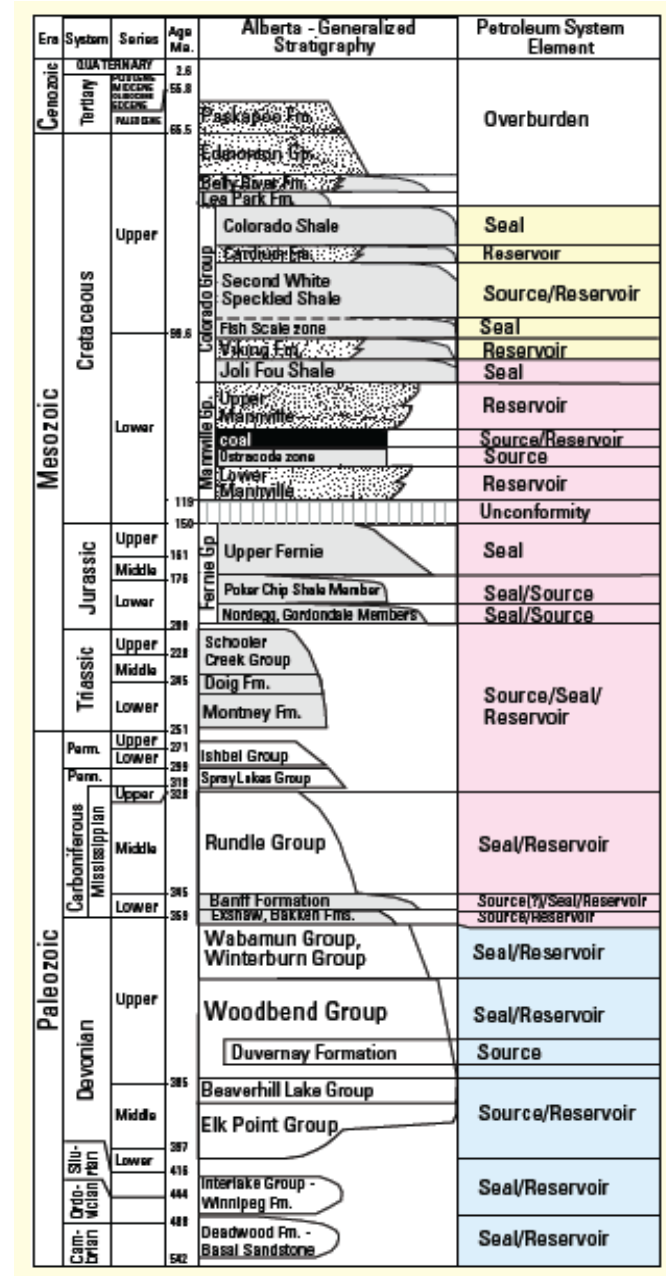 Era System Series Age Ma. Alberta - Generalized Stratigraphy Petroleum System Element
Cenozoic
QUATERNARY
2.6
Tertiary
MIOCENE
EOCENE
55.8
PALEOCENE
65.5
Paskapoo Fm.
Edmonton Gp.
Overburden
Mesozoic
Cretaceous
Upper
Belly River Fm.
Lea Park Fm.
Colorado Group
Colorado Shale
Seal
Cardium Fm.
Reservoir
Second White
Speckled Shale
Source/Reservoir
Fish Scale zone
Seal
99.6
Viking Fm.
Reservoir
Joli Fou Shale
Seal
Lower
Mannville Gp.
Upper
Mannville
Reservoir
coal
Source/Reservoir
Ostracode zone
Source
Lower
Mannville
Reservoir
119
Unconformity
150
Jurassic
Upper
161
Middle
176
Lower
200
Fernie Gp
Upper Fernie
Seal
Poker Chip Shale Member
Seal/Source
Nordegg, Gordondale Members
Seal/Source
Triassic
Upper
228
Middle
245
Lower
251
Schooler
Creek Group
Doig Fm.
Montney Fm.
Source/Seal/
Reservoir
Paleozoic
Perm.
Upper
271
Lower
299
Ishbel Group
Penn.
318
Spray Lakes Group
Carboniferous
Mississippian
Upper
328
Middle
Rundle Group
Seal/Reservoir
345
Lower
Banff Formation
Source(?)/Seal/Reservoir
359
Exshaw, Bakken Fms.
Source/Reservoir
Devonian
Upper
Wabamun Group,
Winterburn Group
Seal/Reservoir
Woodbend Group
Seal/Reservoir
Duvernay Formation
Source
385
Beaverhill Lake Group
Middle
Elk Point Group
Source/Reservoir
397
Lower
416
Silu-
rian
Ordo-
vician
444
Interlake Group -
Winnipeg Fm.
Seal/Reservoir
488
Cam-
brian
Deadwood Fm. -
Basal Sandstone
Seal/Reservoir
542